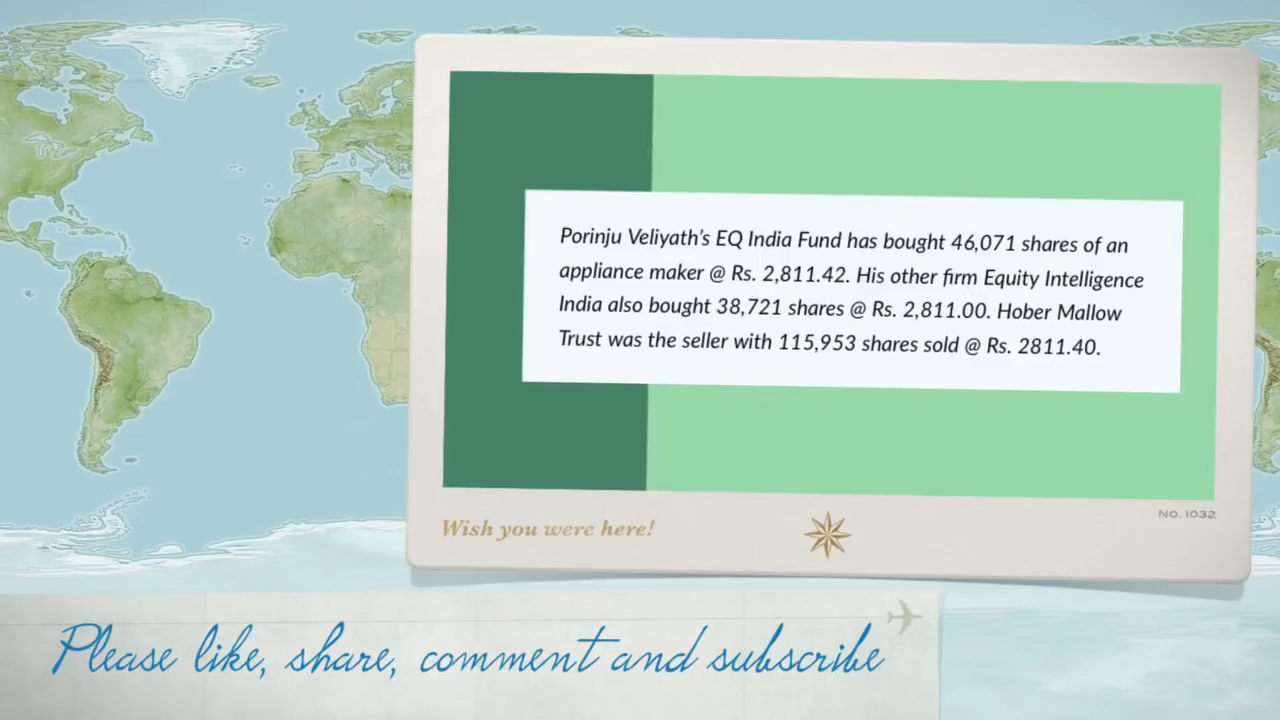 Porinju Veliyath's EQ India Fund has bought 46,071 shares of an
appliance maker @ Rs. 2,811.42. His other firm Equity Intelligence
India also bought 38,721 shares @ Rs. 2,811.00. Hober Mallow
Trust was the seller with 115,953 shares sold @ Rs. 2811.40.
Wish you were here!
NO. 1032
Please like, share, comment and subscribe